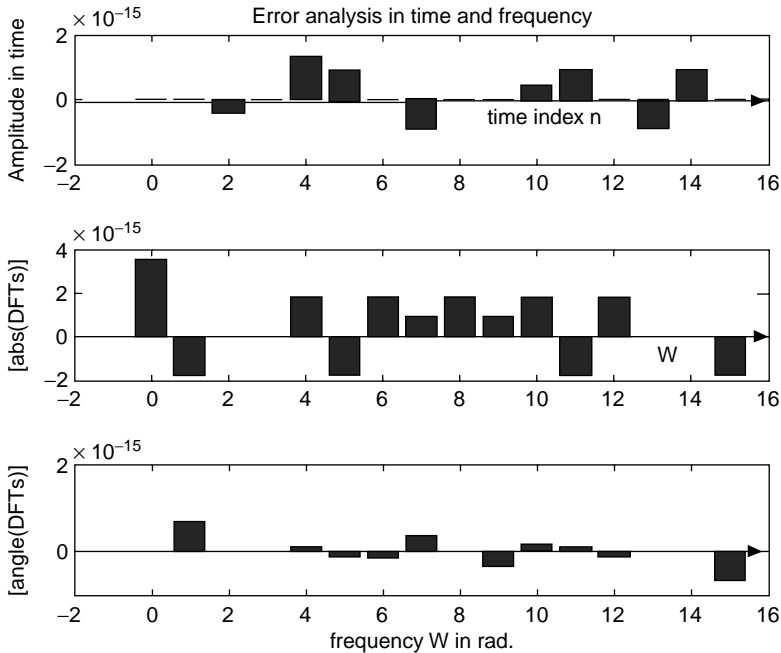 Error analysis in time and frequency
× 10⁻¹⁵
Amplitude in time
2
0
−2
time index n
−2 0 2 4 6 8 10 12 14 16
× 10⁻¹⁵
[abs(DFTs)]
4
2
0
−2
W
−2 0 2 4 6 8 10 12 14 16
× 10⁻¹⁵
[angle(DFTs)]
2
0
−2 0 2 4 6 8 10 12 14 16
frequency W in rad.